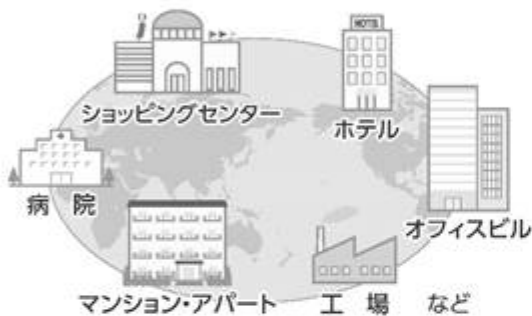 HOTEL
ショッピングセンター
ホテル
病 院
オフィスビル
マンション・アパート
工 場 など